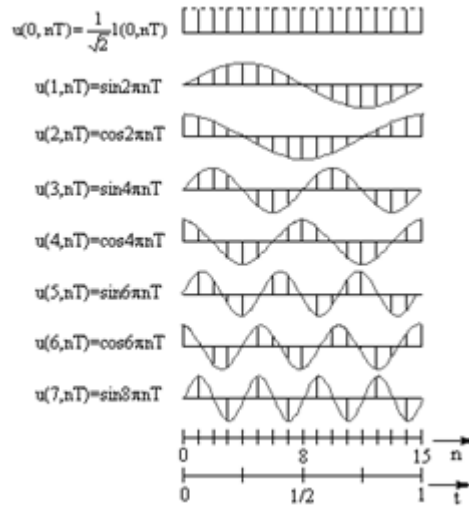 u(0, nT)=1/√2 1(0,nT)
u(1,nT)=sin2πnT
u(2,nT)=cos2πnT
u(3,nT)=sin4πnT
u(4,nT)=cos4πnT
u(5,nT)=sin6πnT
u(6,nT)=cos6πnT
u(7,nT)=sin8πnT
0 8 15 n
0 1/2 1 t